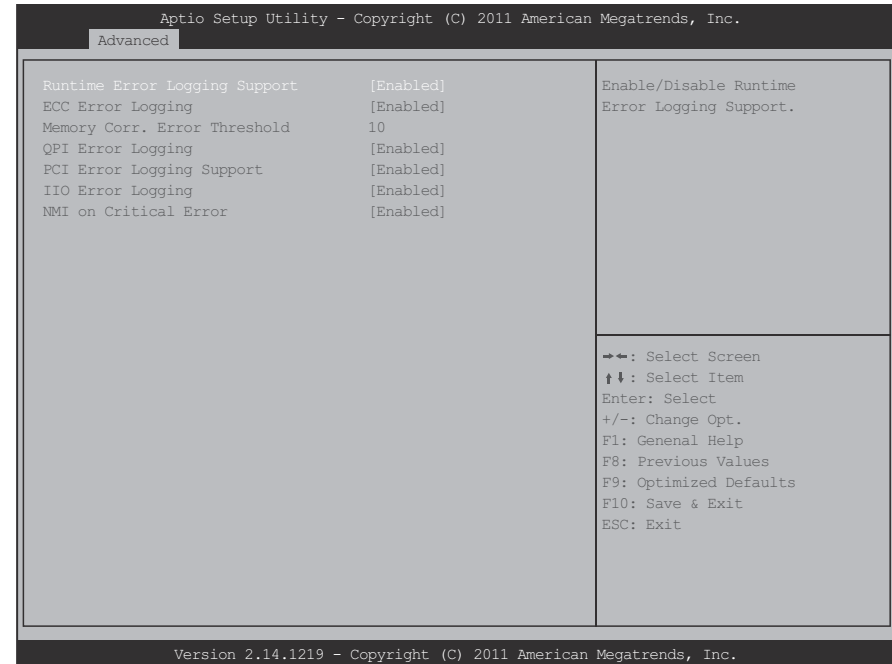 Aptio Setup Utility - Copyright (C) 2011 American Megatrends, Inc.
Advanced
Runtime Error Logging Support [Enabled]
ECC Error Logging [Enabled]
Memory Corr. Error Threshold 10
QPI Error Logging [Enabled]
PCI Error Logging Support [Enabled]
IIO Error Logging [Enabled]
NMI on Critical Error [Enabled]
Enable/Disable Runtime
Error Logging Support.
→←: Select Screen
↑↓: Select Item
Enter: Select
+/-: Change Opt.
F1: Genenal Help
F8: Previous Values
F9: Optimized Defaults
F10: Save & Exit
ESC: Exit
Version 2.14.1219 - Copyright (C) 2011 American Megatrends, Inc.